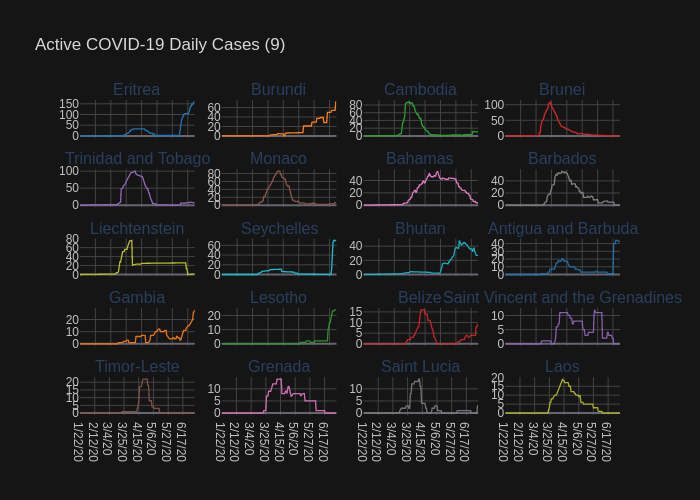 Active COVID-19 Daily Cases (9)
Eritrea Burundi Cambodia Brunei
150 100 50 0
60 40 20 0
80 60 40 20 0
100 50 0
Trinidad and Tobago Monaco Bahamas Barbados
100 50 0
80 60 40 20 0
40 20 0
40 20 0
Liechtenstein Seychelles Bhutan Antigua and Barbuda
80 60 40 20 0
60 40 20 0
40 20 0
40 30 20 10 0
Gambia Lesotho Belize Saint Vincent and the Grenadines
20 10 0
20 10 0
15 10 5 0
10 5 0
Timor-Leste Grenada Saint Lucia Laos
20 15 10 5 0
10 5 0
10 5 0
20 15 10 5 0
1/22/20 2/12/20 3/4/20 3/25/20 4/15/20 5/6/20 5/27/20 6/17/20
1/22/20 2/12/20 3/4/20 3/25/20 4/15/20 5/6/20 5/27/20 6/17/20
1/22/20 2/12/20 3/4/20 3/25/20 4/15/20 5/6/20 5/27/20 6/17/20
1/22/20 2/12/20 3/4/20 3/25/20 4/15/20 5/6/20 5/27/20 6/17/20